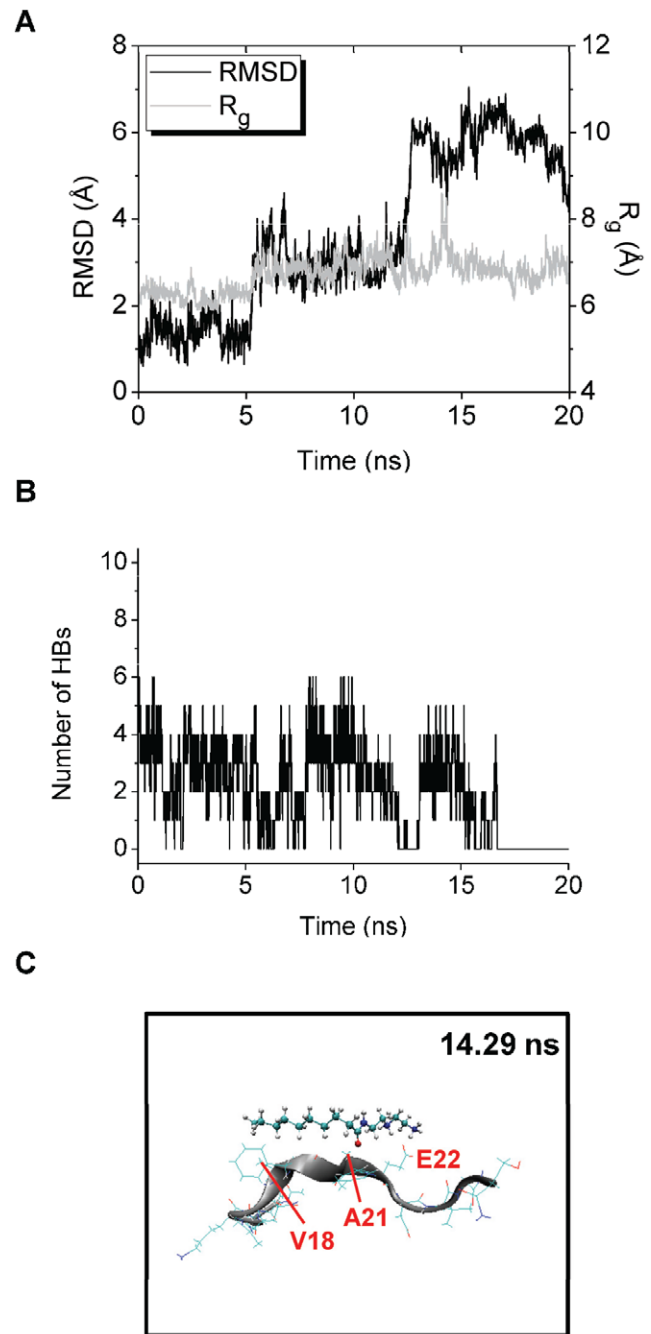 A
8
12
RMSD
Rg
6
10
RMSD (Å)
4
8
Rg (Å)
2
6
0
4
0 5 10 15 20
Time (ns)
B
10
8
6
Number of HBs
4
2
0
0 5 10 15 20
Time (ns)
C
14.29 ns
E22
A21
V18